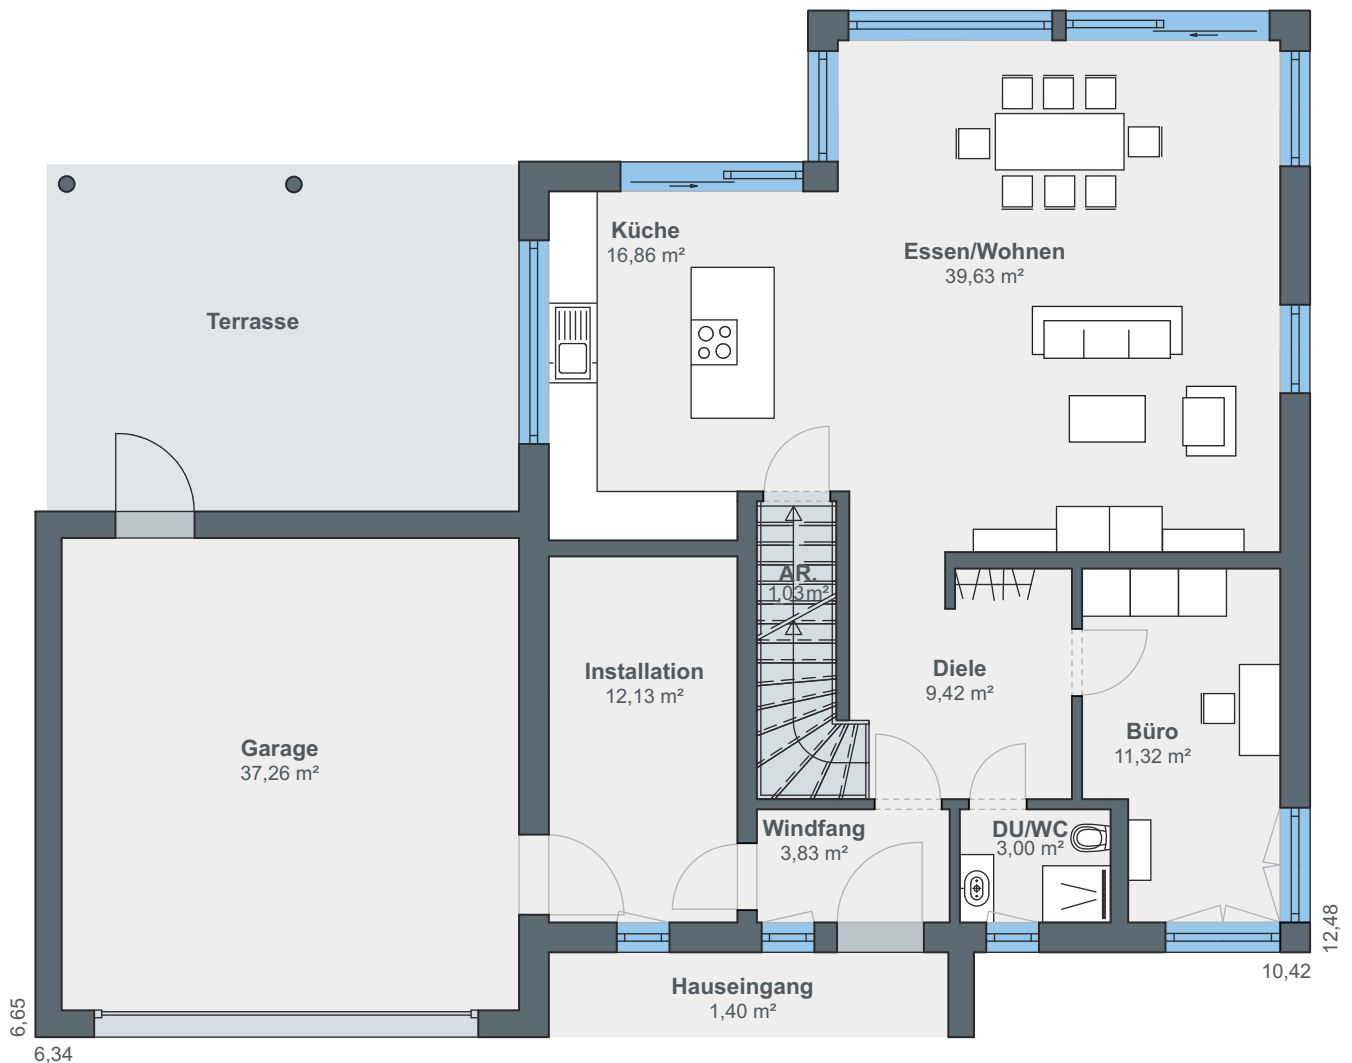 Küche
16,86 m²
Essen/Wohnen
39,63 m²
Terrasse
AR.
1,03m²
Installation
12,13 m²
Diele
9,42 m²
Garage
37,26 m²
Büro
11,32 m²
Windfang
3,83 m²
DU/WC
3,00 m²
Hauseingang
1,40 m²
12,48
10,42
6,65
6,34